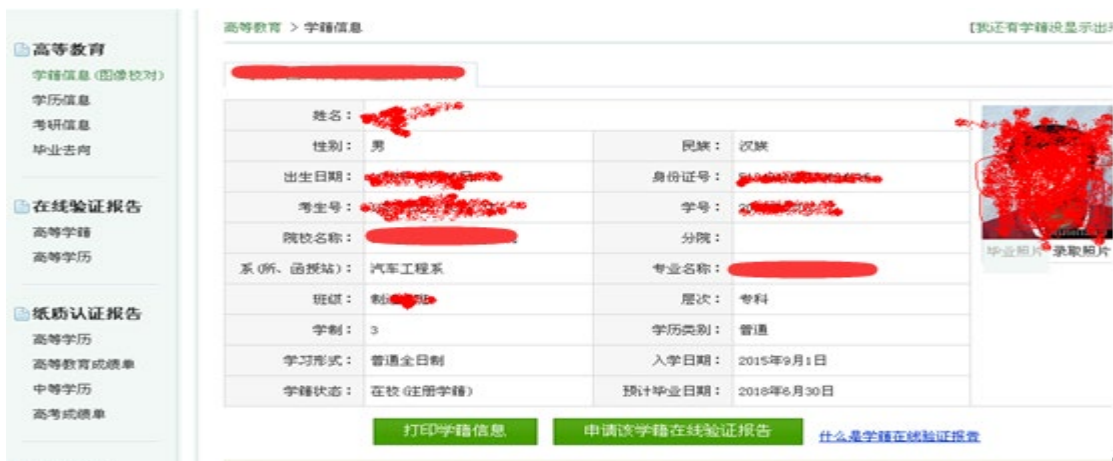 高等教育 > 学籍信息
[我还有学籍没显示出来
高等教育
学籍信息(图像校对)
学历信息
考研信息
毕业去向
在线验证报告
高等学籍
高等学历
纸质认证报告
高等学历
高等教育成绩单
中等学历
高考成绩单
姓名：
性别： 男 民族： 汉族
出生日期： 身份证号：
考生号： 学号：
院校名称： 分院：
系(所、函授站)： 汽车工程系 专业名称：
班级： 层次： 专科
学制： 3 学历类别： 普通
学习形式： 普通全日制 入学日期： 2015年9月1日
学籍状态： 在校(注册学籍) 预计毕业日期： 2018年6月30日
毕业照片 录取照片
打印学籍信息 申请该学籍在线验证报告 什么是学籍在线验证报告